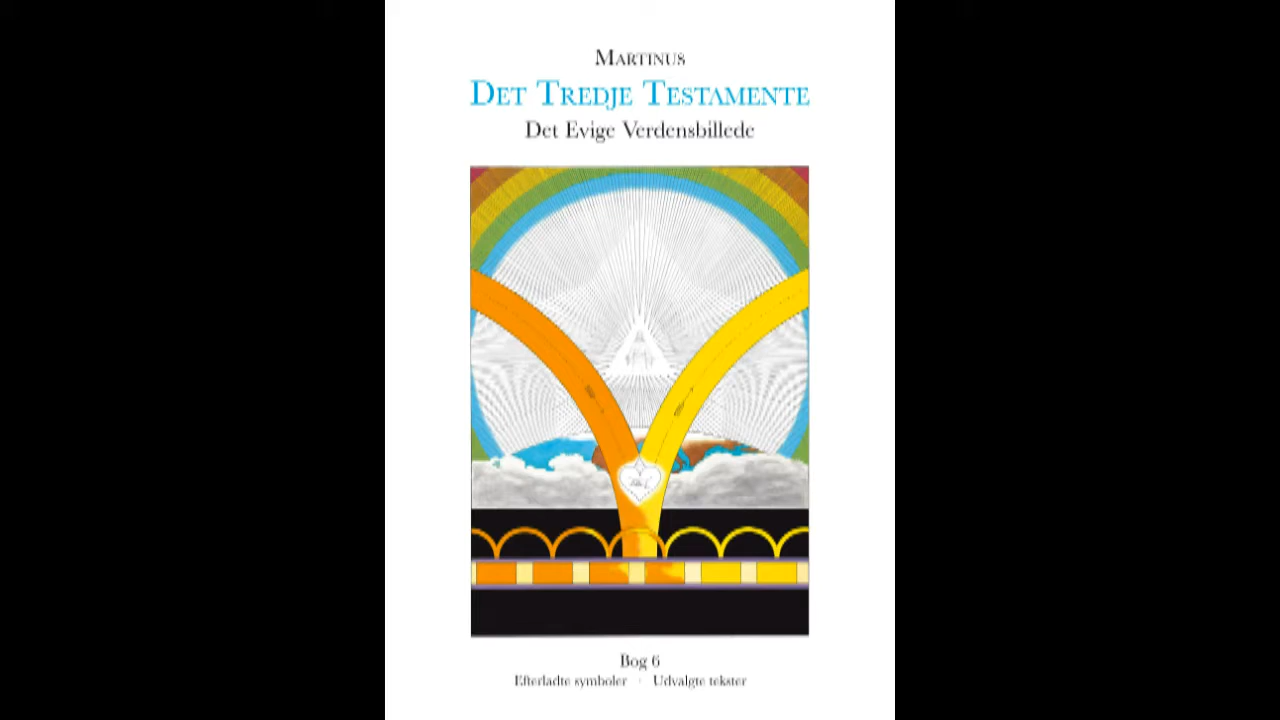 MARTINUS
DET TREDJE TESTAMENTE
Det Evige Verdensbillede
Bog 6
Efterladte symboler · Udvalgte tekster